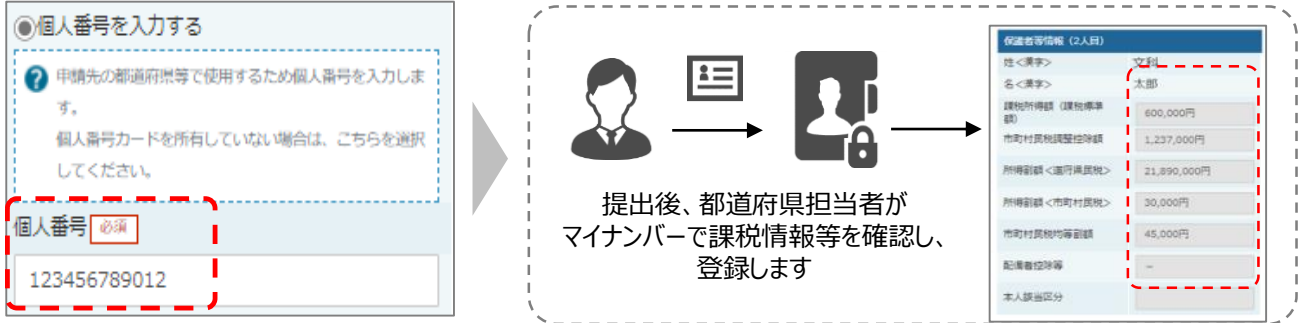 個人番号を入力する
申請先の都道府県等で使用するため個人番号を入力しま
す。
個人番号カードを所有していない場合は、こちらを選択
してください。
個人番号 必須
123456789012
提出後、都道府県担当者が
マイナンバーで課税情報等を確認し、
登録します
保護者等情報（2人目）
姓<漢字> 文科
名<漢字> 太郎
課税所得額（課税標準
額） 600,000円
市町村民税調整控除額 1,237,000円
所得割額<道府県民税> 21,890,000円
所得割額<市町村民税> 30,000円
市町村民税均等割額 45,000円
配偶者控除等 －
本人該当区分